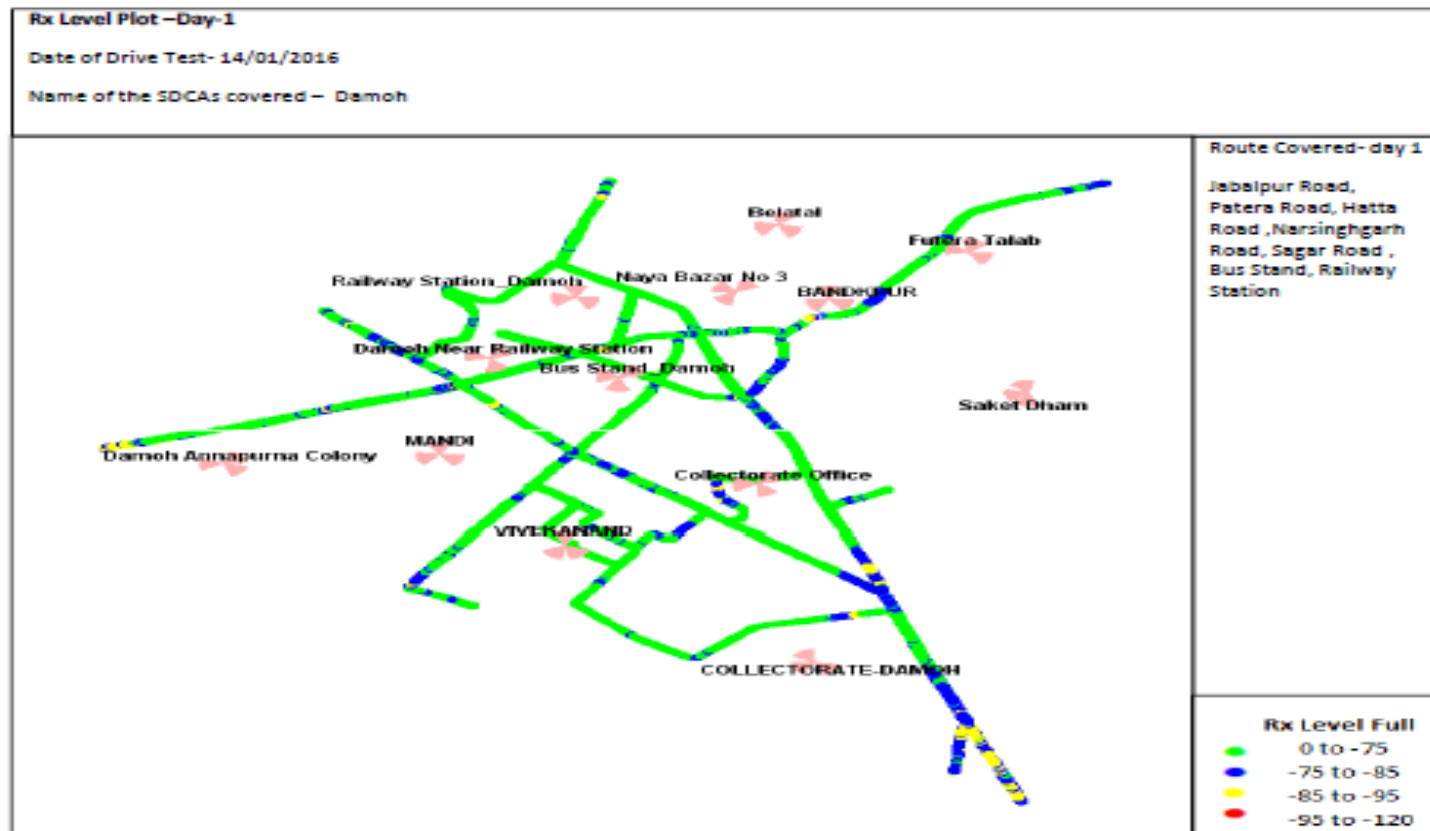 Rx Level Plot –Day-1
Date of Drive Test- 14/01/2016
Name of the SDCAs covered – Damoh
Route Covered- day 1
Jabalpur Road,
Patera Road, Hatta
Road ,Narsinghgarh
Road, Sagar Road ,
Bus Stand, Railway
Station
Belatal
Futera Talab
Railway Station_Damoh
Naya Bazar No 3
BANDKPUR
Damoh Near Railway Station
Bus Stand_Damoh
Saket Dham
MANDI
Damoh Annapurna Colony
Collectorate Office
VIVEKANAND
COLLECTORATE-DAMOH
Rx Level Full
0 to -75
-75 to -85
-85 to -95
-95 to -120